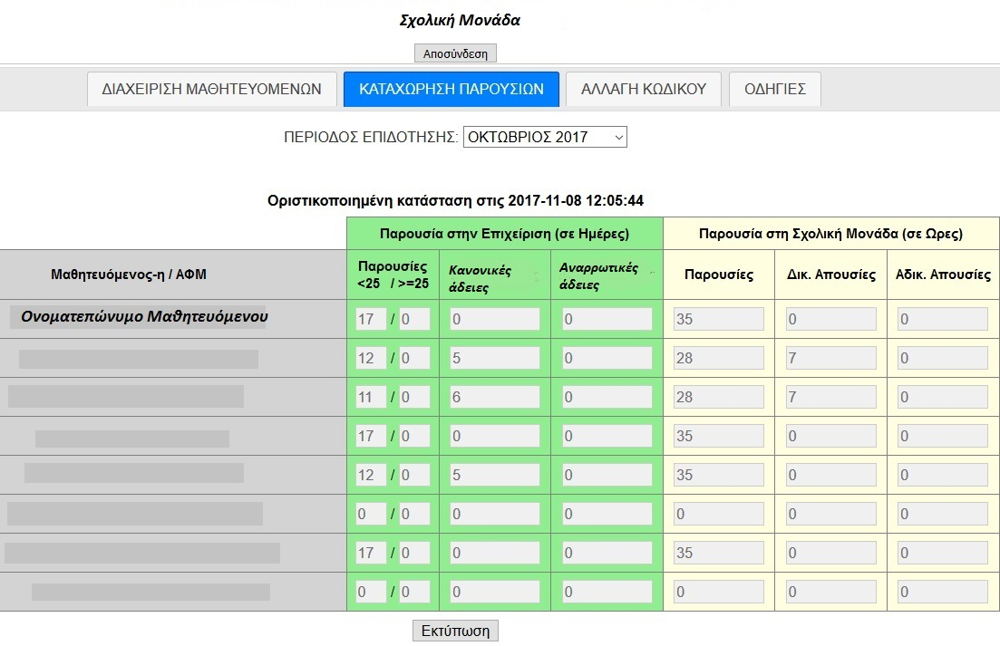 Σχολική Μονάδα
Αποσύνδεση
ΔΙΑΧΕΙΡΙΣΗ ΜΑΘΗΤΕΥΟΜΕΝΩΝ ΚΑΤΑΧΩΡΗΣΗ ΠΑΡΟΥΣΙΩΝ ΑΛΛΑΓΗ ΚΩΔΙΚΟΥ ΟΔΗΓΙΕΣ
ΠΕΡΙΟΔΟΣ ΕΠΙΔΟΤΗΣΗΣ: ΟΚΤΩΒΡΙΟΣ 2017
Οριστικοποιημένη κατάσταση στις 2017-11-08 12:05:44
Παρουσία στην Επιχείριση (σε Ημέρες) Παρουσία στη Σχολική Μονάδα (σε Ωρες)
Μαθητευόμενος-η / ΑΦΜ Παρουσίες <25 / >=25 Κανονικές άδειες Αναρρωτικές άδειες Παρουσίες Δικ. Απουσίες Αδικ. Απουσίες
Ονοματεπώνυμο Μαθητευόμενου 17 / 0 0 0 35 0 0
12 / 0 5 0 28 7 0
11 / 0 6 0 28 7 0
17 / 0 0 0 35 0 0
12 / 0 5 0 35 0 0
0 / 0 0 0 0 0 0
17 / 0 0 0 35 0 0
0 / 0 0 0 0 0 0
Εκτύπωση